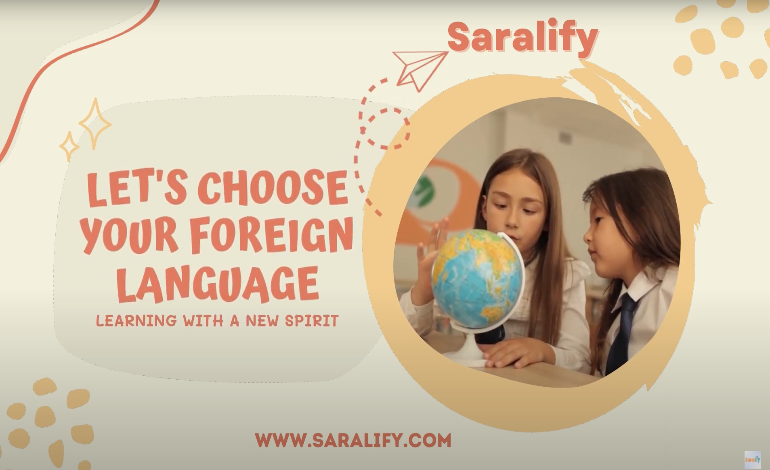 Saralify
LET'S CHOOSE
YOUR FOREIGN
LANGUAGE
LEARNING WITH A NEW SPIRIT
WWW.SARALIFY.COM